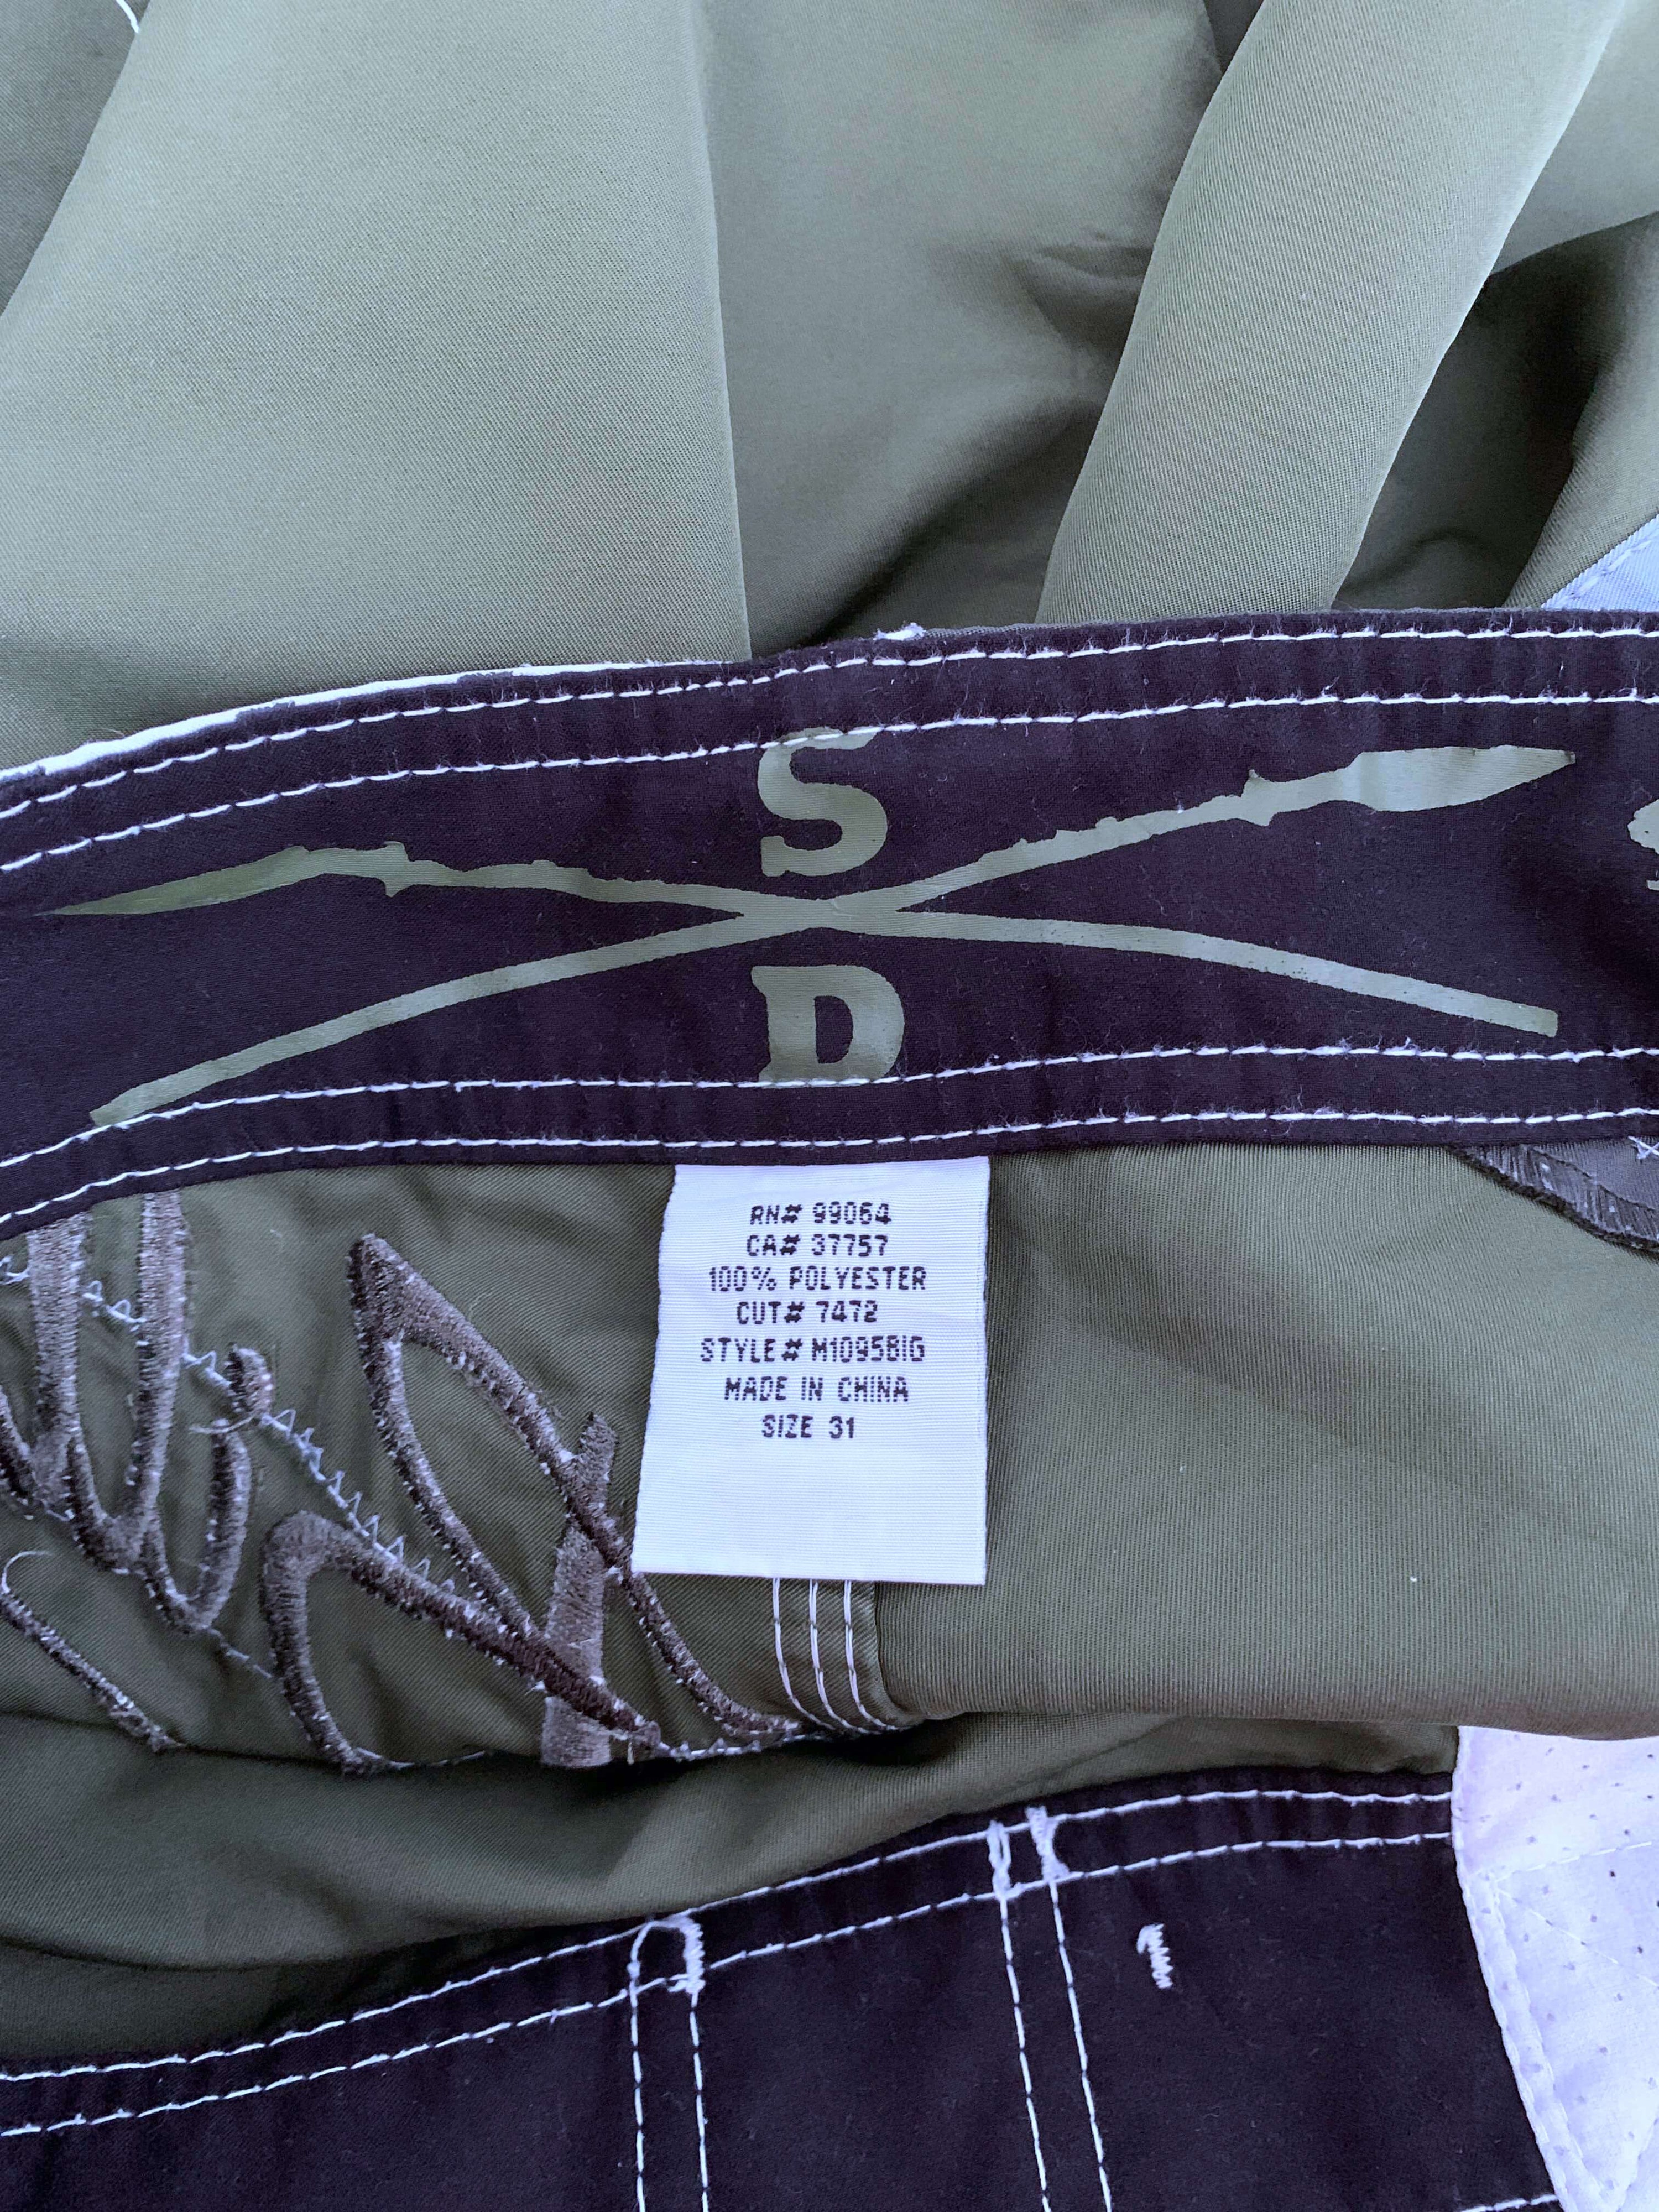 S
D
RN# 99064
CA# 37757
100% POLYESTER
CUT# 7472
STYLE# M1095BIG
MADE IN CHINA
SIZE 31